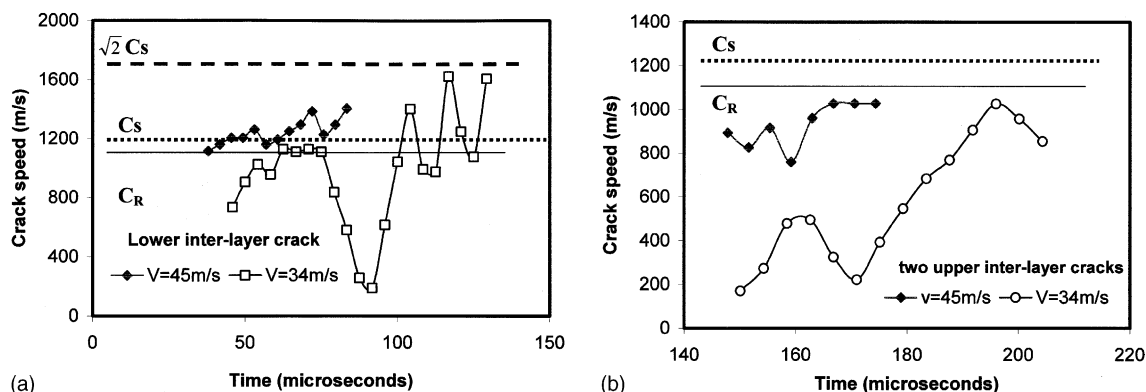 2000
1600
1200
800
400
0
Crack speed (m/s)
√2 Cs
Cs
CR
Lower inter-layer crack
V=45m/s V=34m/s
0 50 100 150
Time (microseconds)
(a)
1400
1200
1000
800
600
400
200
0
Crack speed (m/s)
Cs
CR
two upper inter-layer cracks
v=45m/s V=34m/s
140 160 180 200 220
Time (microseconds)
(b)